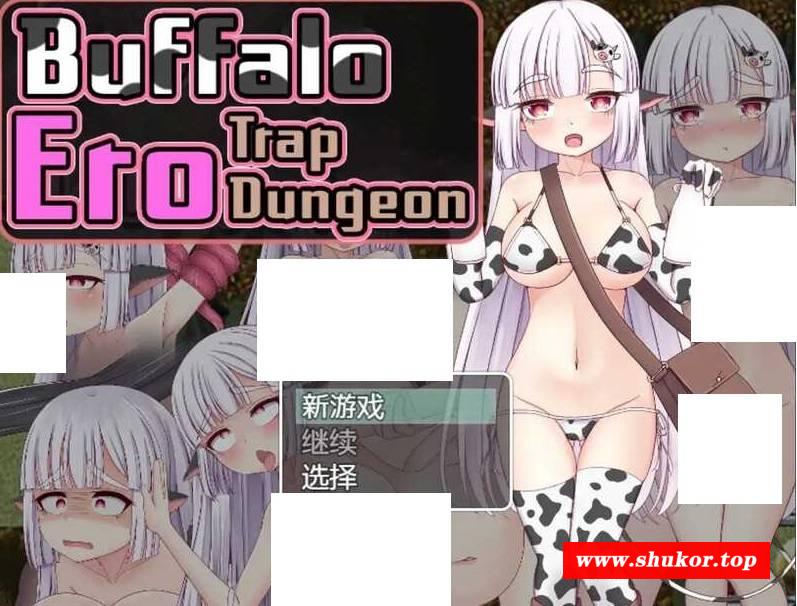 Buffalo
Ero Trap
Dungeon
新游戏
继续
选择
www.shukor.top